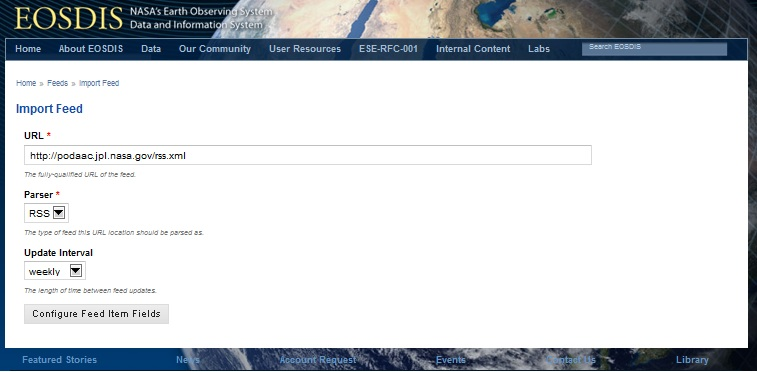 EOSDIS NASA's Earth Observing System
Data and Information System
Home About EOSDIS Data Our Community User Resources ESE-RFC-001 Internal Content Labs Search EOSDIS
Home » Feeds » Import Feed
Import Feed
URL *
http://podaac.jpl.nasa.gov/rss.xml
The fully-qualified URL of the feed.
Parser *
RSS
The type of feed this URL location should be parsed as.
Update Interval
weekly
The length of time between feed updates.
Configure Feed Item Fields
Featured Stories News Account Request Events Contact Us Library